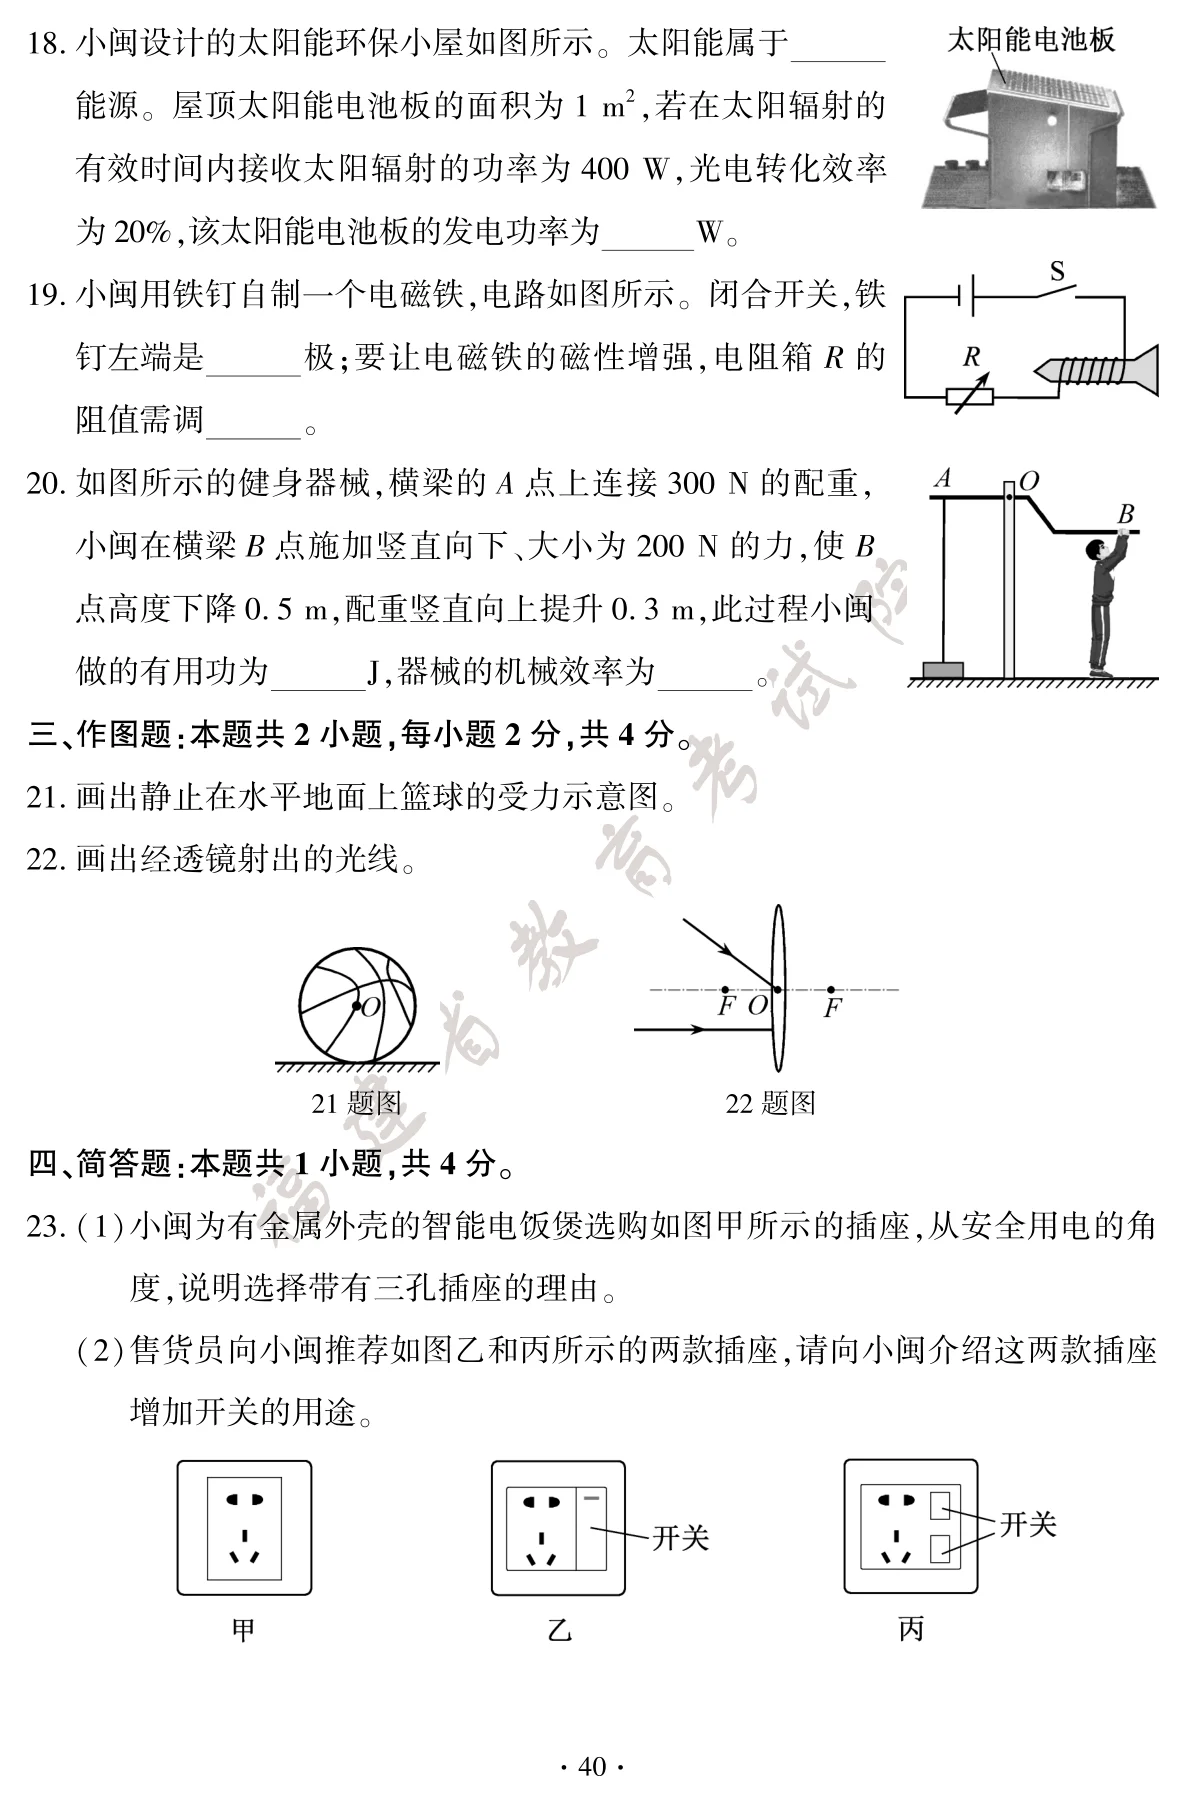 18. 小闽设计的太阳能环保小屋如图所示。太阳能属于______
能源。屋顶太阳能电池板的面积为 1 m²,若在太阳辐射的
有效时间内接收太阳辐射的功率为 400 W,光电转化效率
为 20%,该太阳能电池板的发电功率为______W。
太阳能电池板
19. 小闽用铁钉自制一个电磁铁,电路如图所示。闭合开关,铁
钉左端是______极;要让电磁铁的磁性增强,电阻箱 R 的
阻值需调______。
S
R
20. 如图所示的健身器械,横梁的 A 点上连接 300 N 的配重,
小闽在横梁 B 点施加竖直向下、大小为 200 N 的力,使 B
点高度下降 0.5 m,配重竖直向上提升 0.3 m,此过程小闽
做的有用功为______J,器械的机械效率为______。
A O
B
三、作图题:本题共 2 小题,每小题 2 分,共 4 分。
21. 画出静止在水平地面上篮球的受力示意图。
22. 画出经透镜射出的光线。
O
F O F
21 题图 22 题图
四、简答题:本题共 1 小题,共 4 分。
23. (1)小闽为有金属外壳的智能电饭煲选购如图甲所示的插座,从安全用电的角
度,说明选择带有三孔插座的理由。
(2)售货员向小闽推荐如图乙和丙所示的两款插座,请向小闽介绍这两款插座
增加开关的用途。
开关 开关
甲 乙 丙
· 40 ·
福建省教育考试院